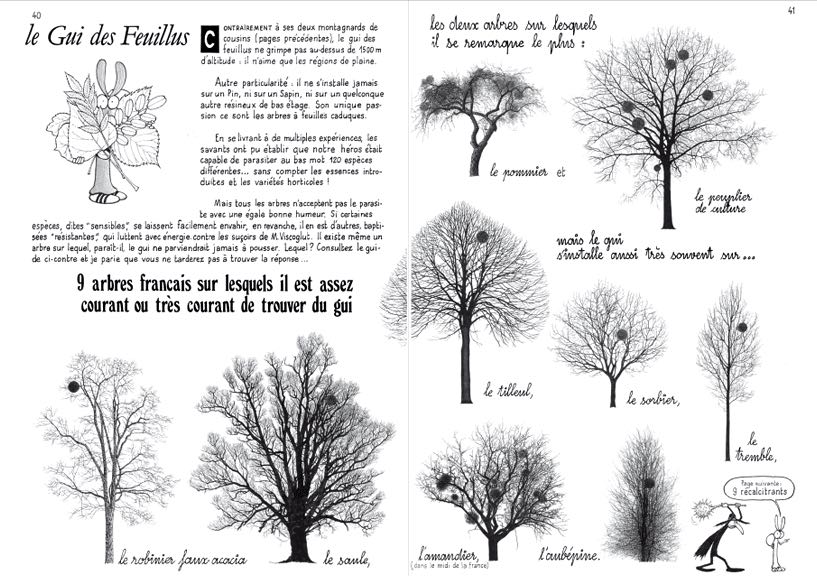 40
le Gui des Feuillus
CONTRAIREMENT à ses deux montagnards de
cousins (pages précédentes), le gui des
feuillus ne grimpe pas au-dessus de 1500 m
d'altitude : il n'aime que les régions de plaine.
Autre particularité : il ne s'installe jamais
sur un Pin, ni sur un Sapin, ni sur un quelconque
autre résineux de bas étage. Son unique pas-
sion ce sont les arbres à feuilles caduques.
En se livrant à de multiples expériences, les
savants ont pu établir que notre héros était
capable de parasiter au bas mot 120 espèces
différentes... sans compter les essences intro-
duites et les variétés horticoles !
Mais tous les arbres n'acceptent pas le parasi-
te avec une égale bonne humeur. Si certaines
espèces, dites "sensibles", se laissent facilement envahir, en revanche, il en est d'autres, bapti-
sées "résistantes", qui luttent avec énergie contre les suçoirs de M. Viscoglut. Il existe même un
arbre sur lequel, paraît-il, le gui ne parviendrait jamais à pousser. Lequel ? Consultez le gui-
de ci-contre et je parie que vous ne tarderez pas à trouver la réponse...
9 arbres francais sur lesquels il est assez
courant ou très courant de trouver du gui
le robinier faux acacia
le saule,
41
les deux arbres sur lesquels
il se remarque le plus :
le pommier et
le peuplier
de culture
mais le gui
s'installe aussi très souvent sur...
le tilleul,
le sorbier,
le
tremble,
l'amandier,
(dans le midi de la france)
l'aubépine.
Page suivante :
9 récalcitrants